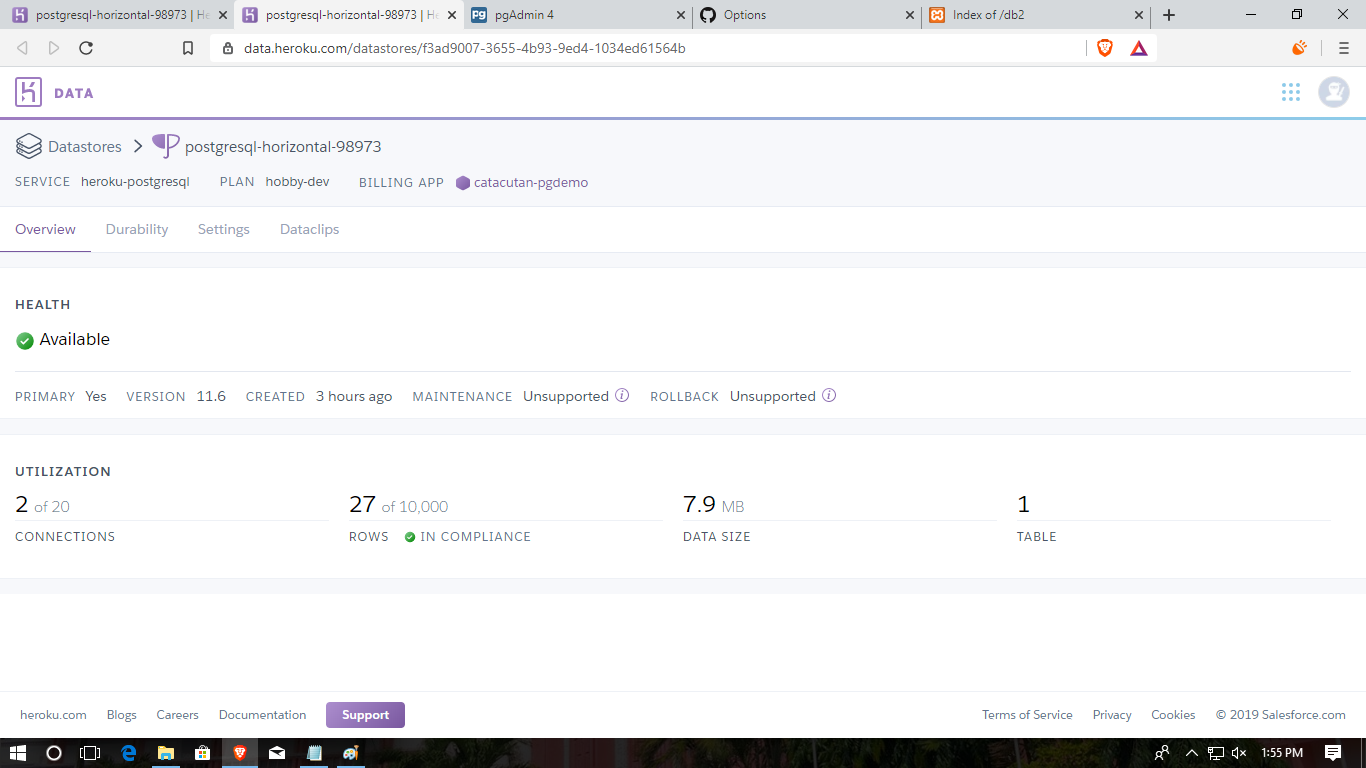 postgresql-horizontal-98973 | He
postgresql-horizontal-98973 | He
pgAdmin 4
Options
Index of /db2
data.heroku.com/datastores/f3ad9007-3655-4b93-9ed4-1034ed61564b
DATA
Datastores
postgresql-horizontal-98973
SERVICE heroku-postgresql PLAN hobby-dev BILLING APP catacutan-pgdemo
Overview Durability Settings Dataclips
HEALTH
Available
PRIMARY Yes VERSION 11.6 CREATED 3 hours ago MAINTENANCE Unsupported ROLLBACK Unsupported
UTILIZATION
2 of 20 27 of 10,000 7.9 MB 1
CONNECTIONS ROWS IN COMPLIANCE DATA SIZE TABLE
heroku.com Blogs Careers Documentation Support Terms of Service Privacy Cookies © 2019 Salesforce.com
1:55 PM